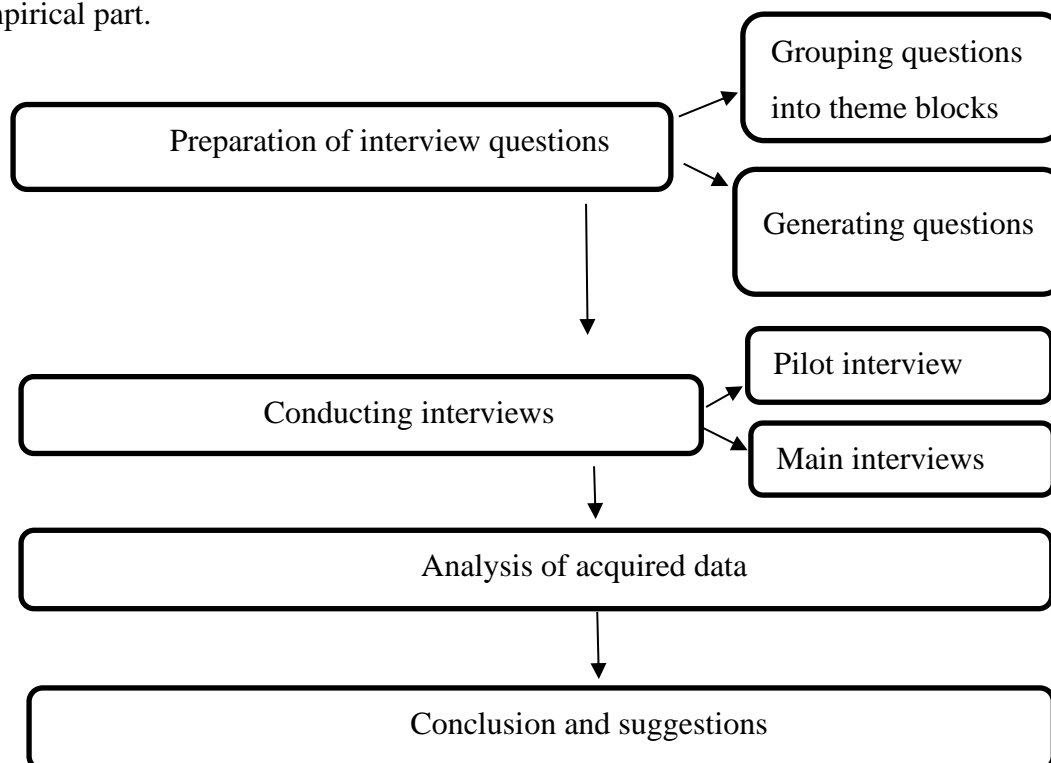 part.
Grouping questions
into theme blocks
Preparation of interview questions
Generating questions
Pilot interview
Conducting interviews
Main interviews
Analysis of acquired data
Conclusion and suggestions